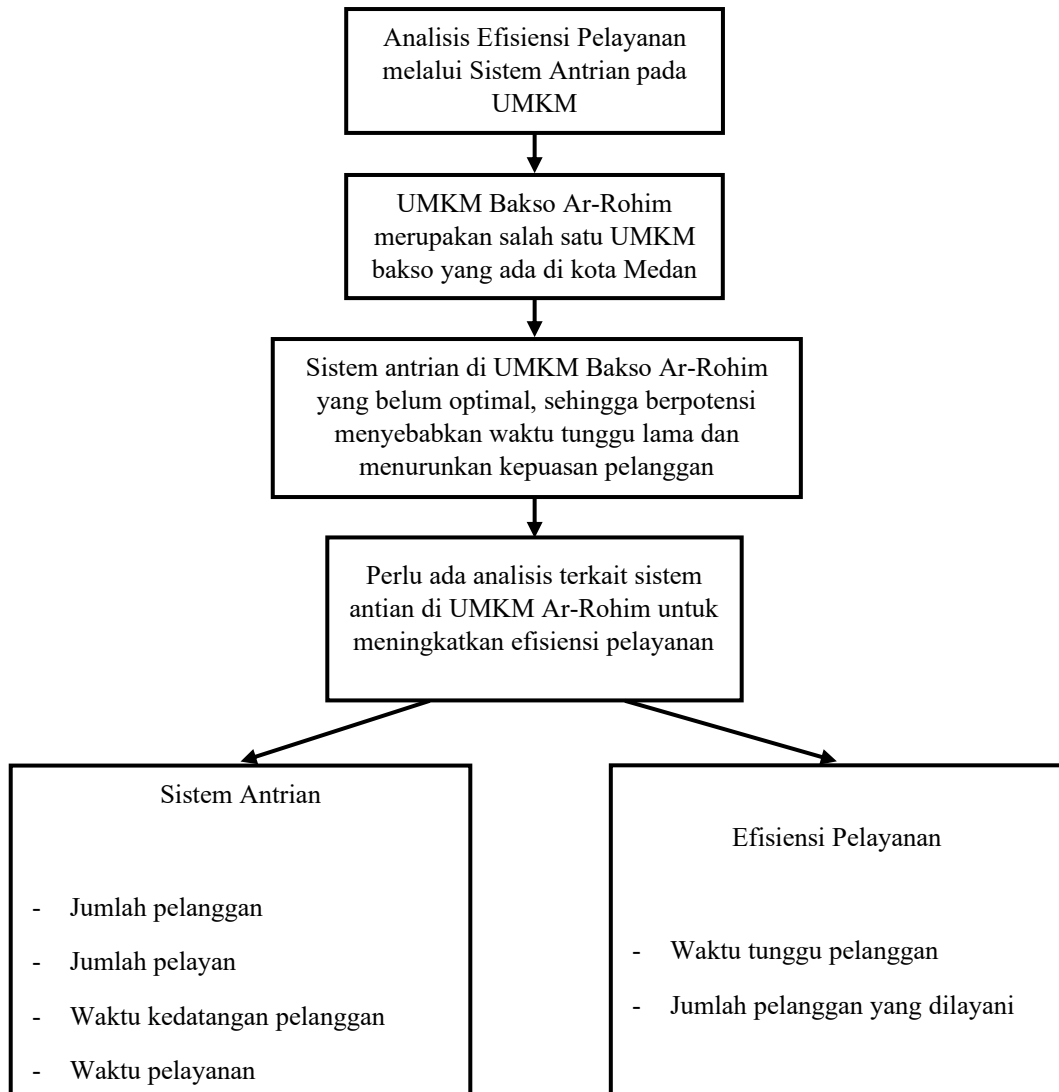 Analisis Efisiensi Pelayanan
melalui Sistem Antrian pada
UMKM
UMKM Bakso Ar-Rohim
merupakan salah satu UMKM
bakso yang ada di kota Medan
Sistem antrian di UMKM Bakso Ar-Rohim
yang belum optimal, sehingga berpotensi
menyebabkan waktu tunggu lama dan
menurunkan kepuasan pelanggan
Perlu ada analisis terkait sistem
antian di UMKM Ar-Rohim untuk
meningkatkan efisiensi pelayanan
Sistem Antrian
- Jumlah pelanggan
- Jumlah pelayan
- Waktu kedatangan pelanggan
- Waktu pelayanan
Efisiensi Pelayanan
- Waktu tunggu pelanggan
- Jumlah pelanggan yang dilayani